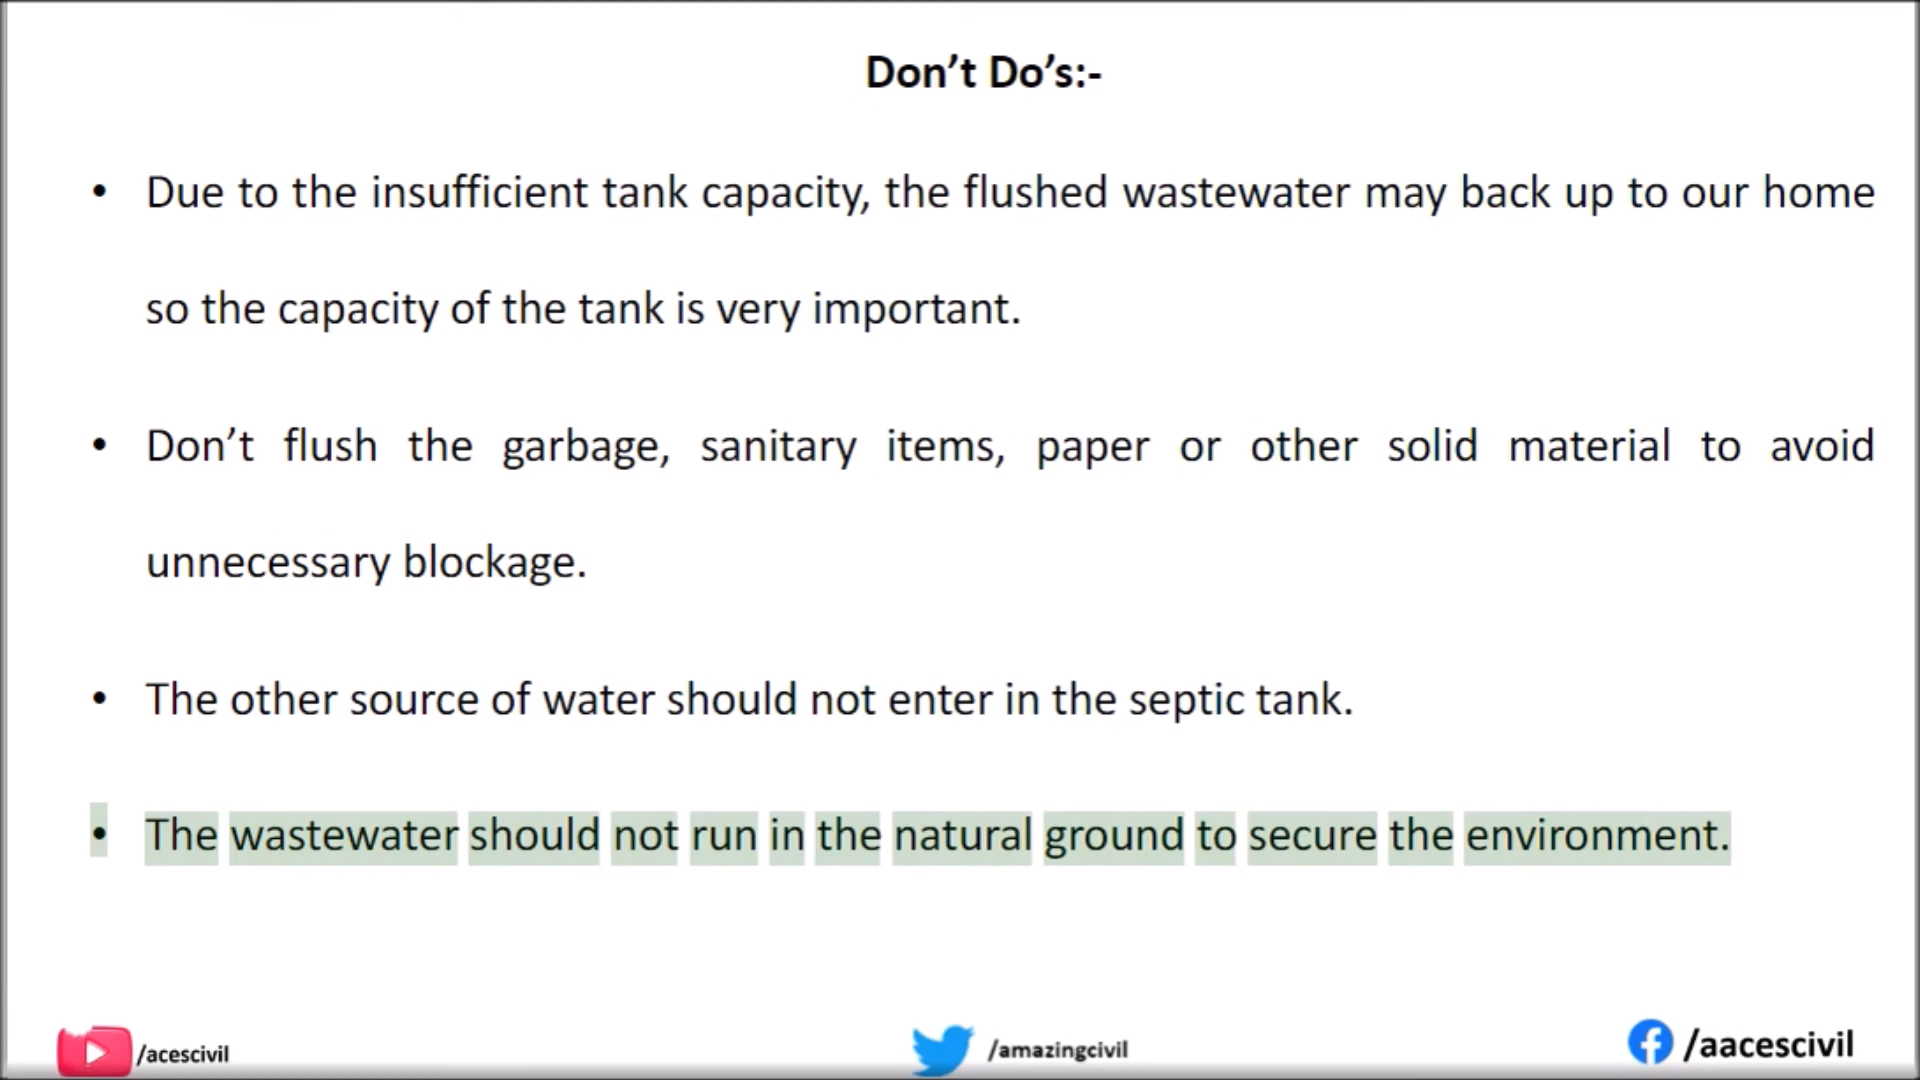 Don’t Do’s:-
• Due to the insufficient tank capacity, the flushed wastewater may back up to our home
so the capacity of the tank is very important.
• Don’t flush the garbage, sanitary items, paper or other solid material to avoid
unnecessary blockage.
• The other source of water should not enter in the septic tank.
• The wastewater should not run in the natural ground to secure the environment.
/acescivil /amazingcivil /aacescivil